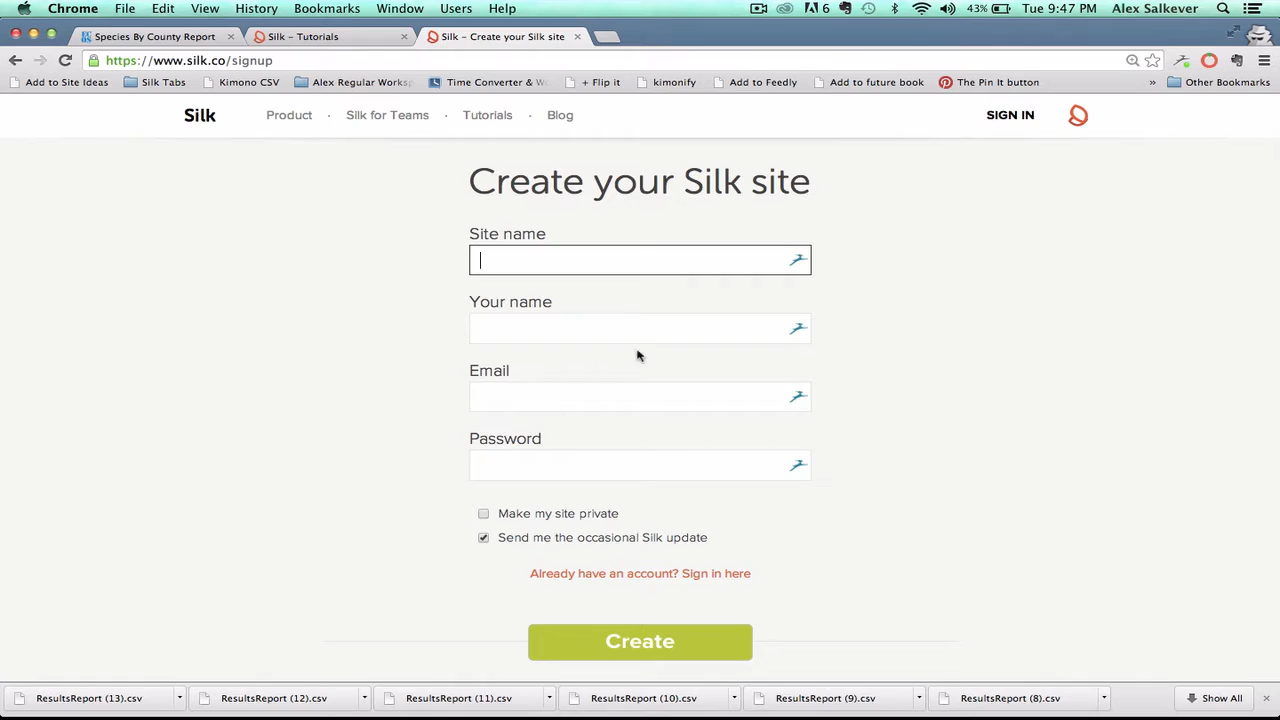 Chrome File Edit View History Bookmarks Window Users Help 6 43% Tue 9:47 PM Alex Salkever
Species By County Report Silk – Tutorials Silk – Create your Silk site
https://www.silk.co/signup
Add to Site Ideas Silk Tabs Kimono CSV Alex Regular Worksp Time Converter & W + Flip it kimonify Add to Feedly Add to future book The Pin It button » Other Bookmarks
Silk Product · Silk for Teams · Tutorials · Blog SIGN IN
Create your Silk site
Site name
Your name
Email
Password
Make my site private
Send me the occasional Silk update
Already have an account? Sign in here
Create
ResultsReport (13).csv ResultsReport (12).csv ResultsReport (11).csv ResultsReport (10).csv ResultsReport (9).csv ResultsReport (8).csv Show All